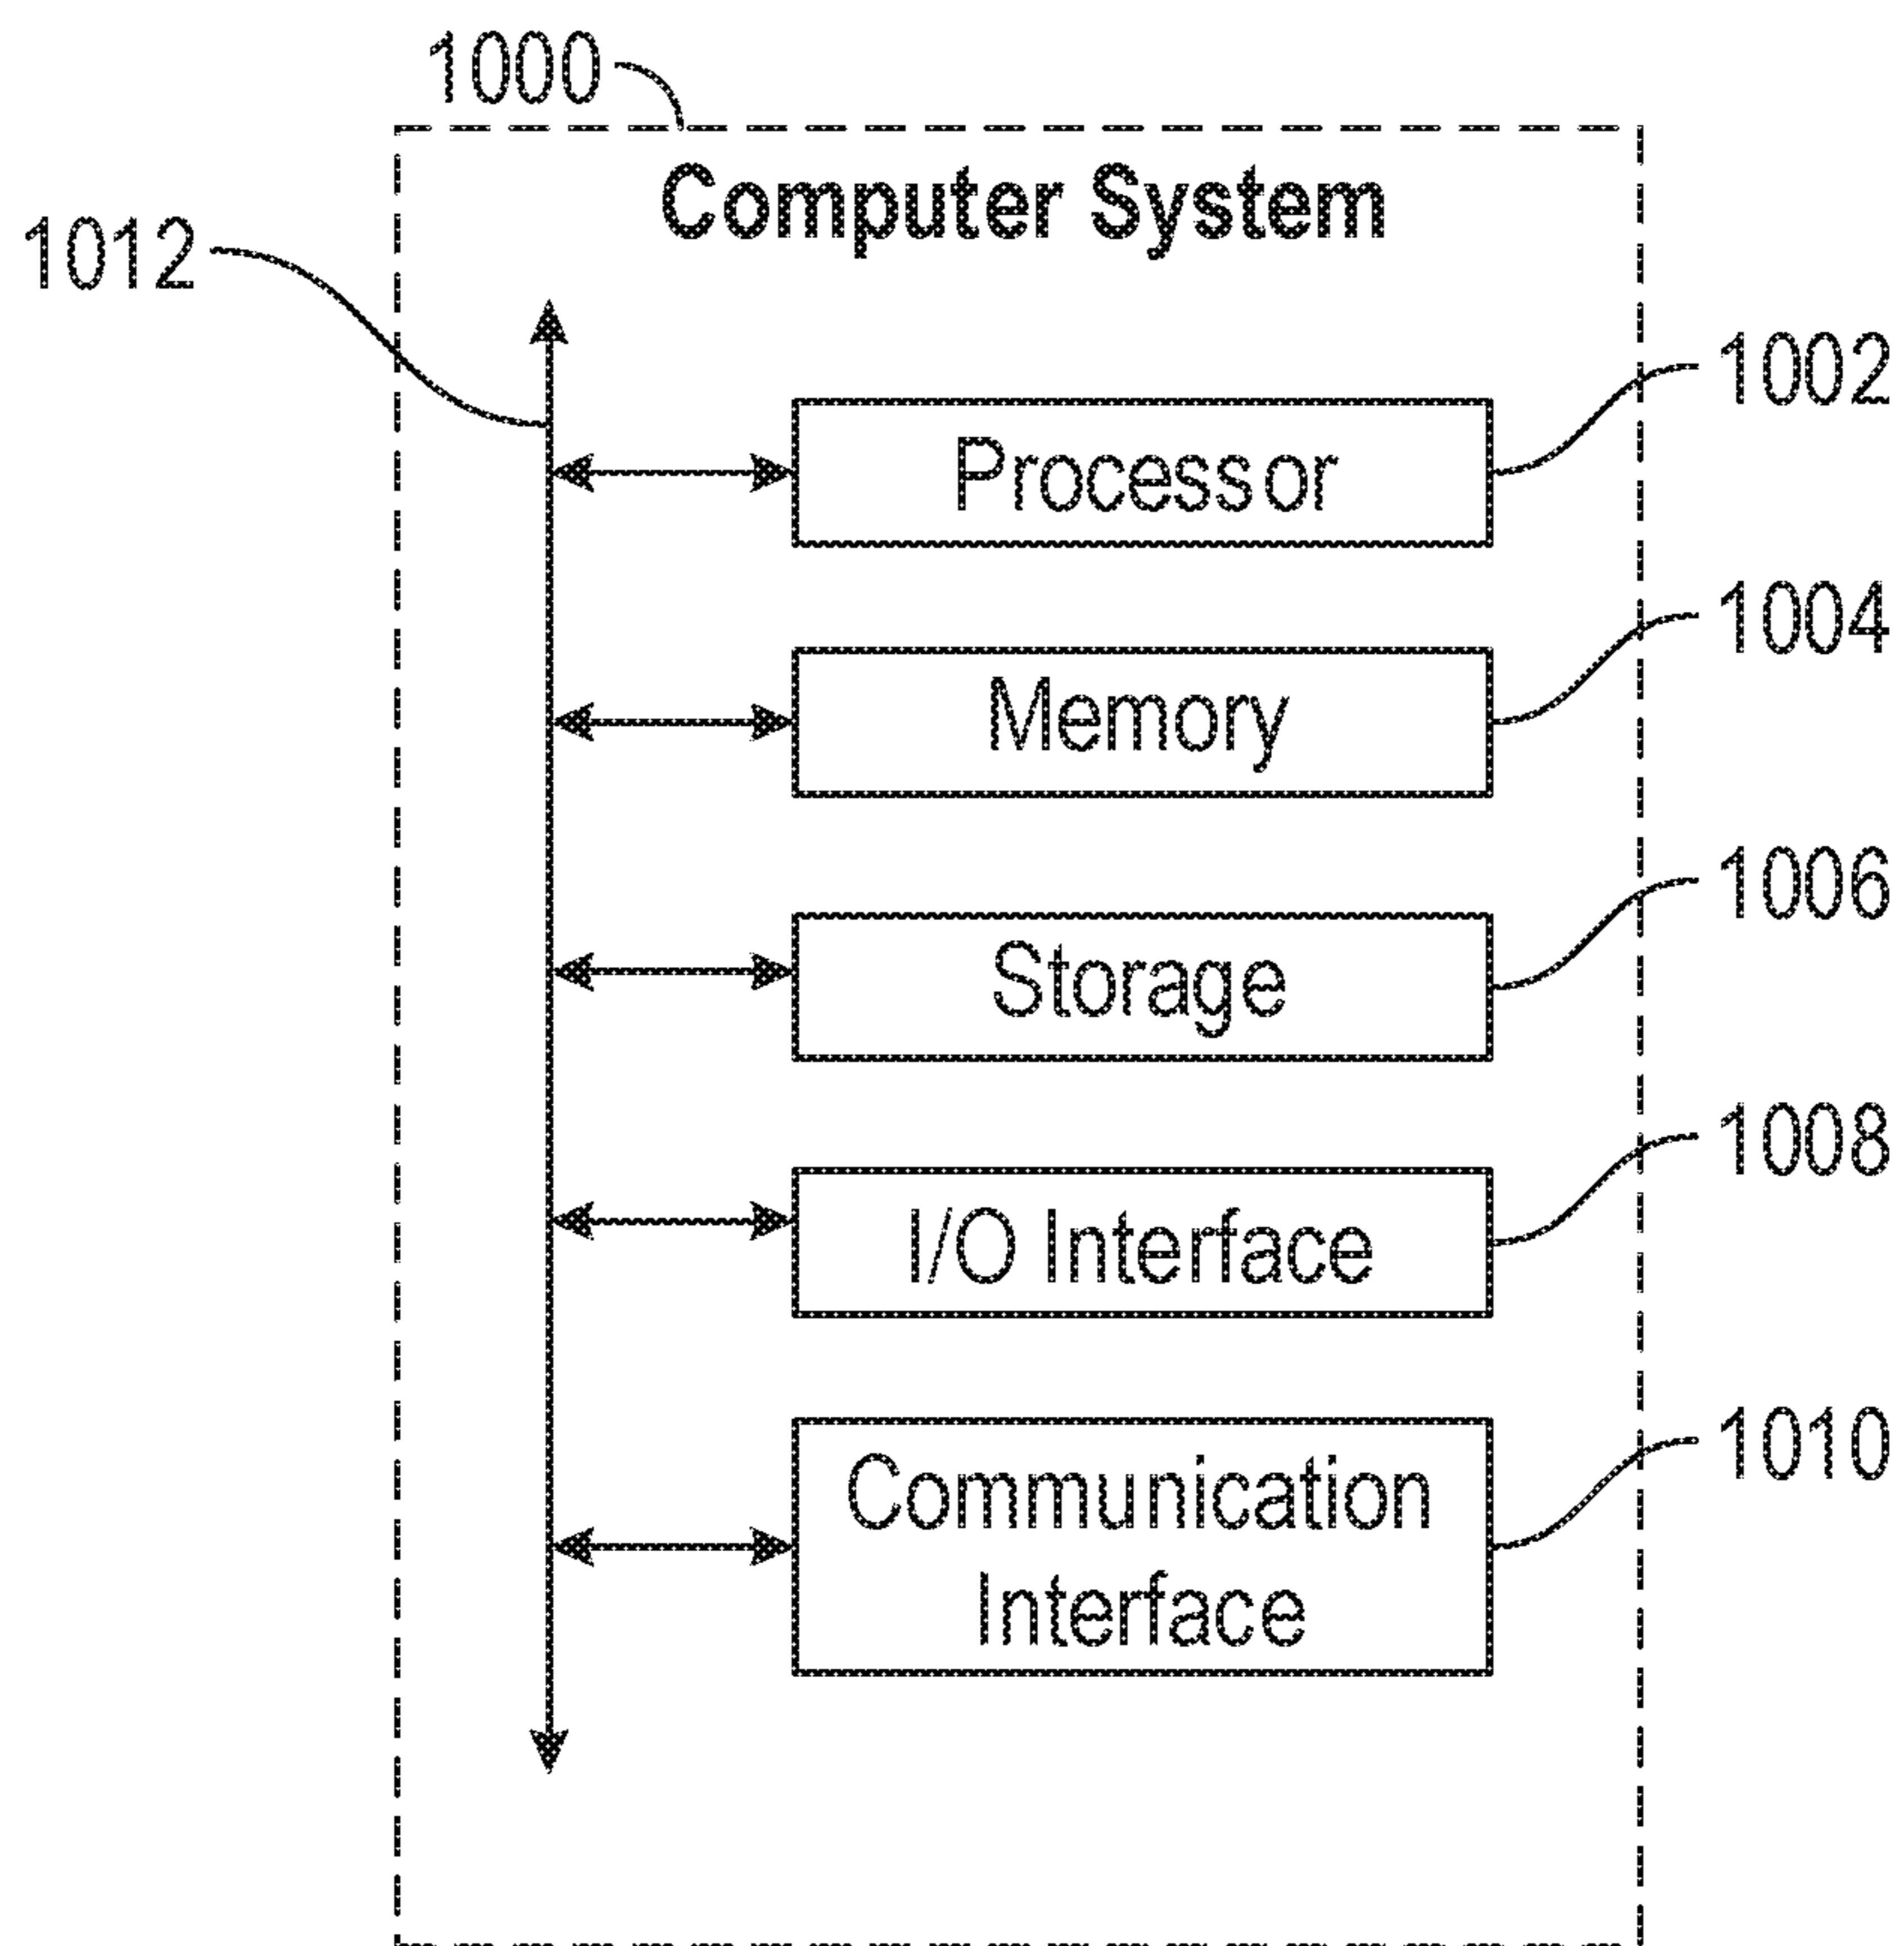 1000
Computer System
1012
1002
Processor
1004
Memory
1006
Storage
1008
I/O Interface
1010
Communication
Interface